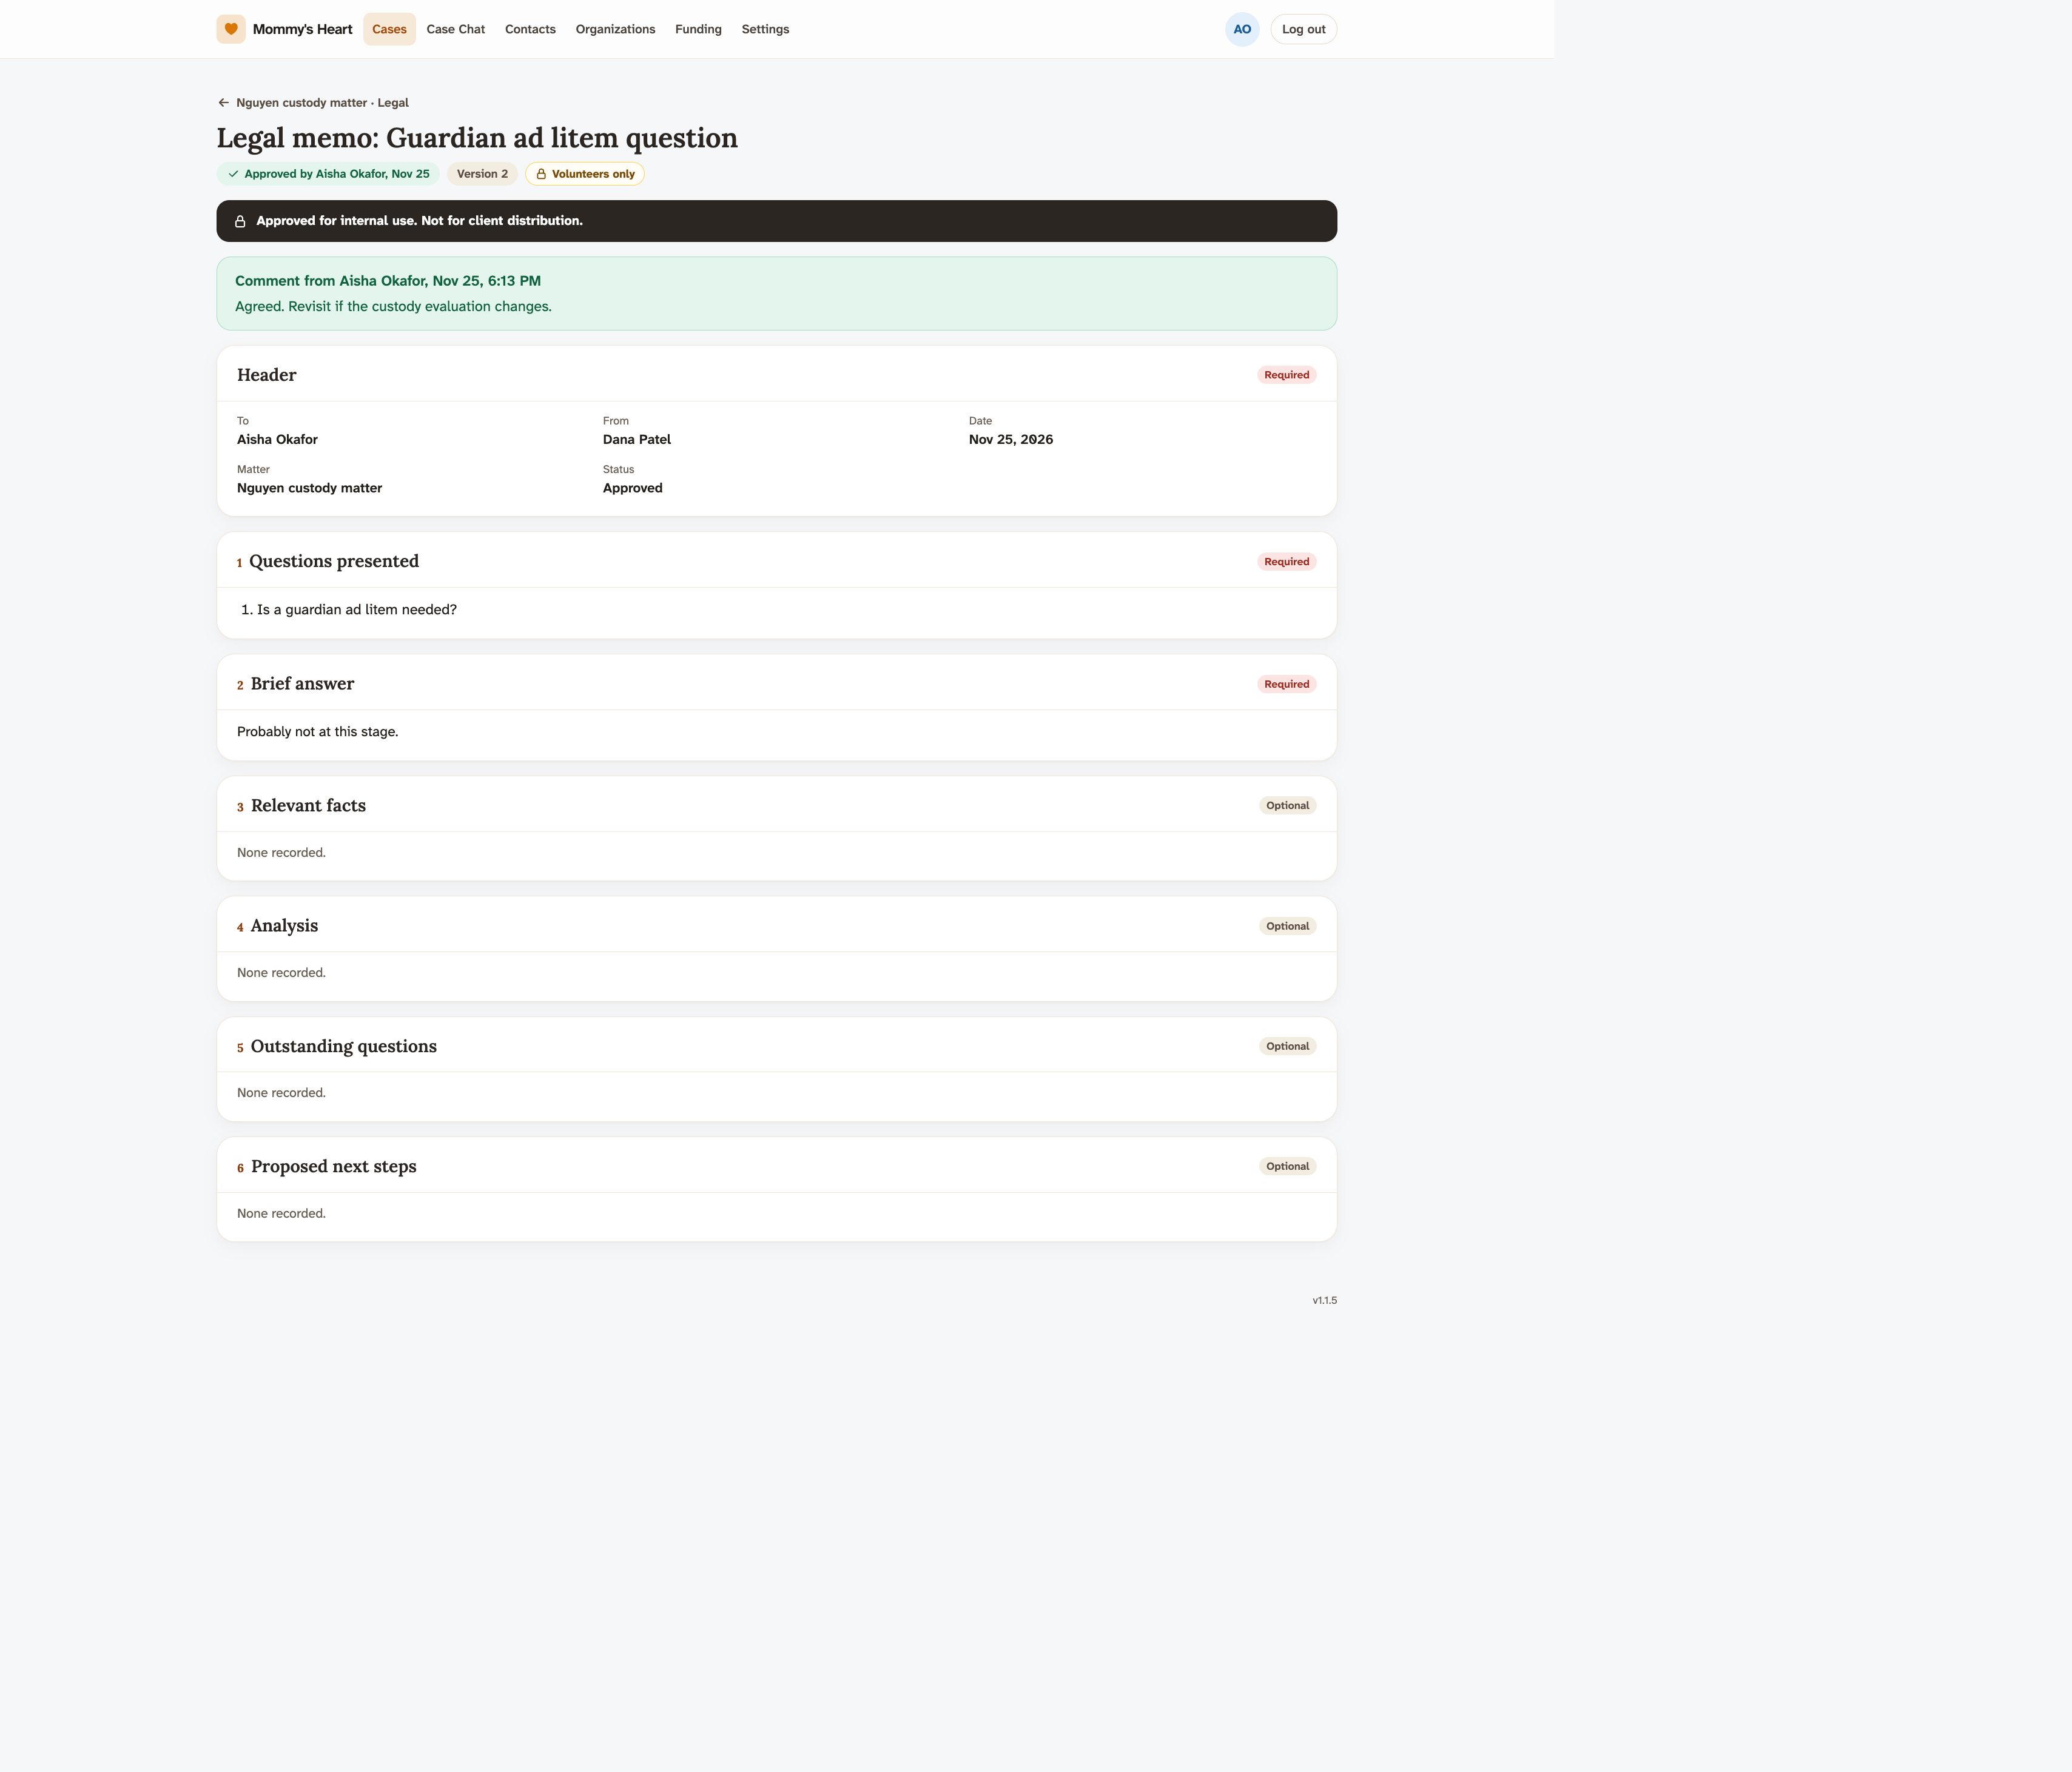 Mommy's Heart Cases Case Chat Contacts Organizations Funding Settings AO Log out
← Nguyen custody matter · Legal
Legal memo: Guardian ad litem question
Approved by Aisha Okafor, Nov 25 Version 2 Volunteers only
Approved for internal use. Not for client distribution.
Comment from Aisha Okafor, Nov 25, 6:13 PM
Agreed. Revisit if the custody evaluation changes.
Header Required
To From Date
Aisha Okafor Dana Patel Nov 25, 2026
Matter Status
Nguyen custody matter Approved
1 Questions presented Required
1. Is a guardian ad litem needed?
2 Brief answer Required
Probably not at this stage.
3 Relevant facts Optional
None recorded.
4 Analysis Optional
None recorded.
5 Outstanding questions Optional
None recorded.
6 Proposed next steps Optional
None recorded.
v1.1.5